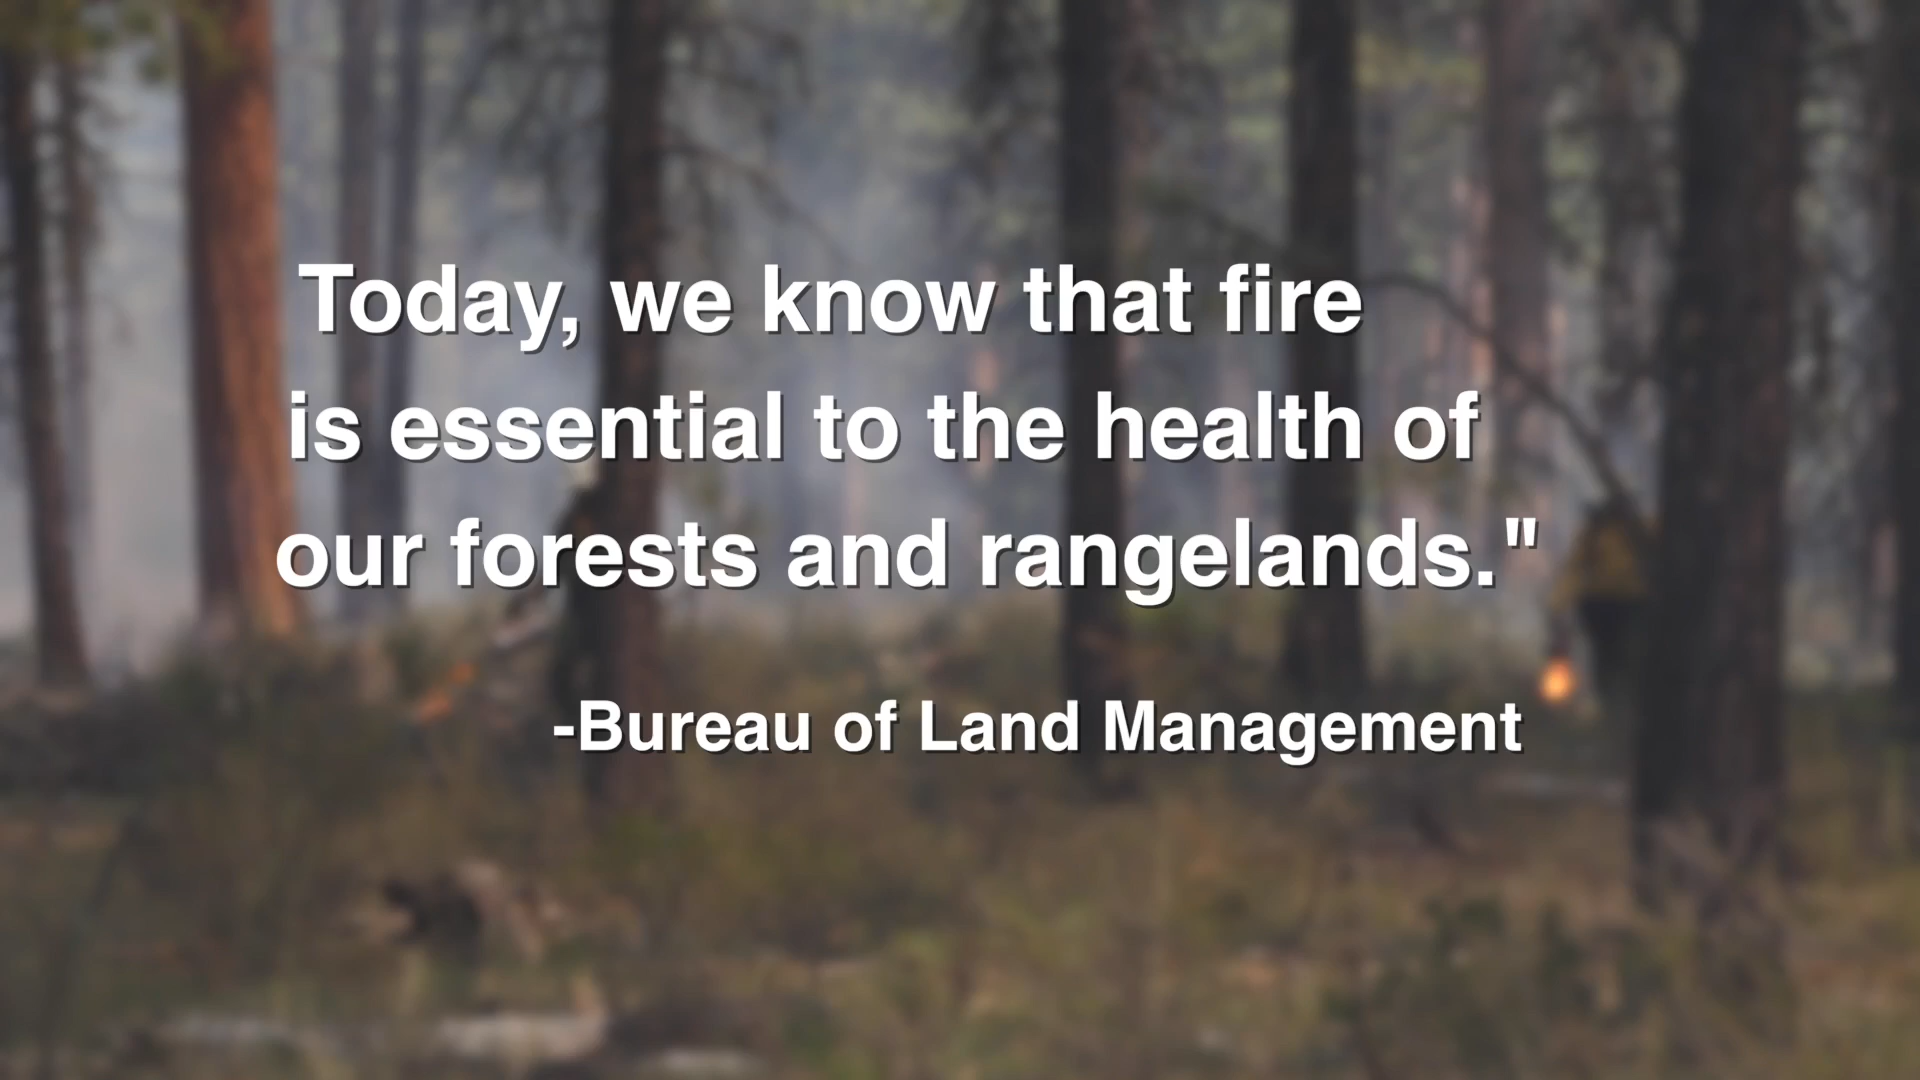 Today, we know that fire
is essential to the health of
our forests and rangelands."
-Bureau of Land Management